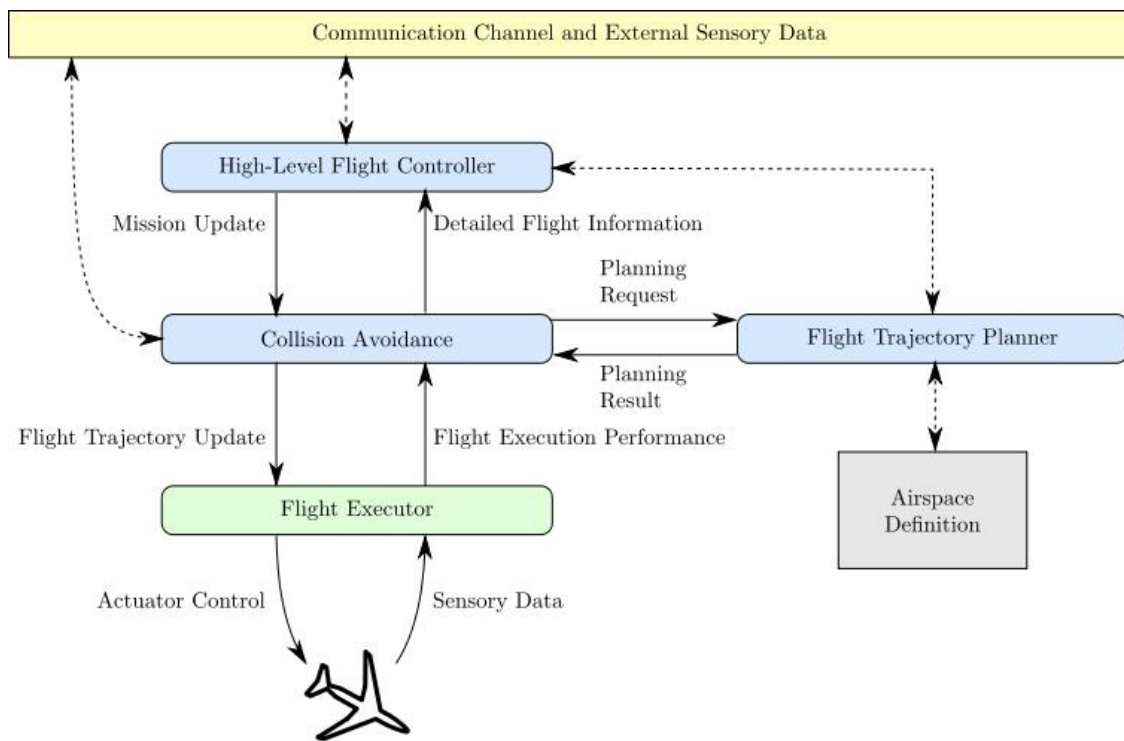 Communication Channel and External Sensory Data
High-Level Flight Controller
Mission Update
Detailed Flight Information
Planning
Request
Collision Avoidance
Flight Trajectory Planner
Planning
Result
Flight Trajectory Update
Flight Execution Performance
Airspace
Definition
Flight Executor
Actuator Control
Sensory Data